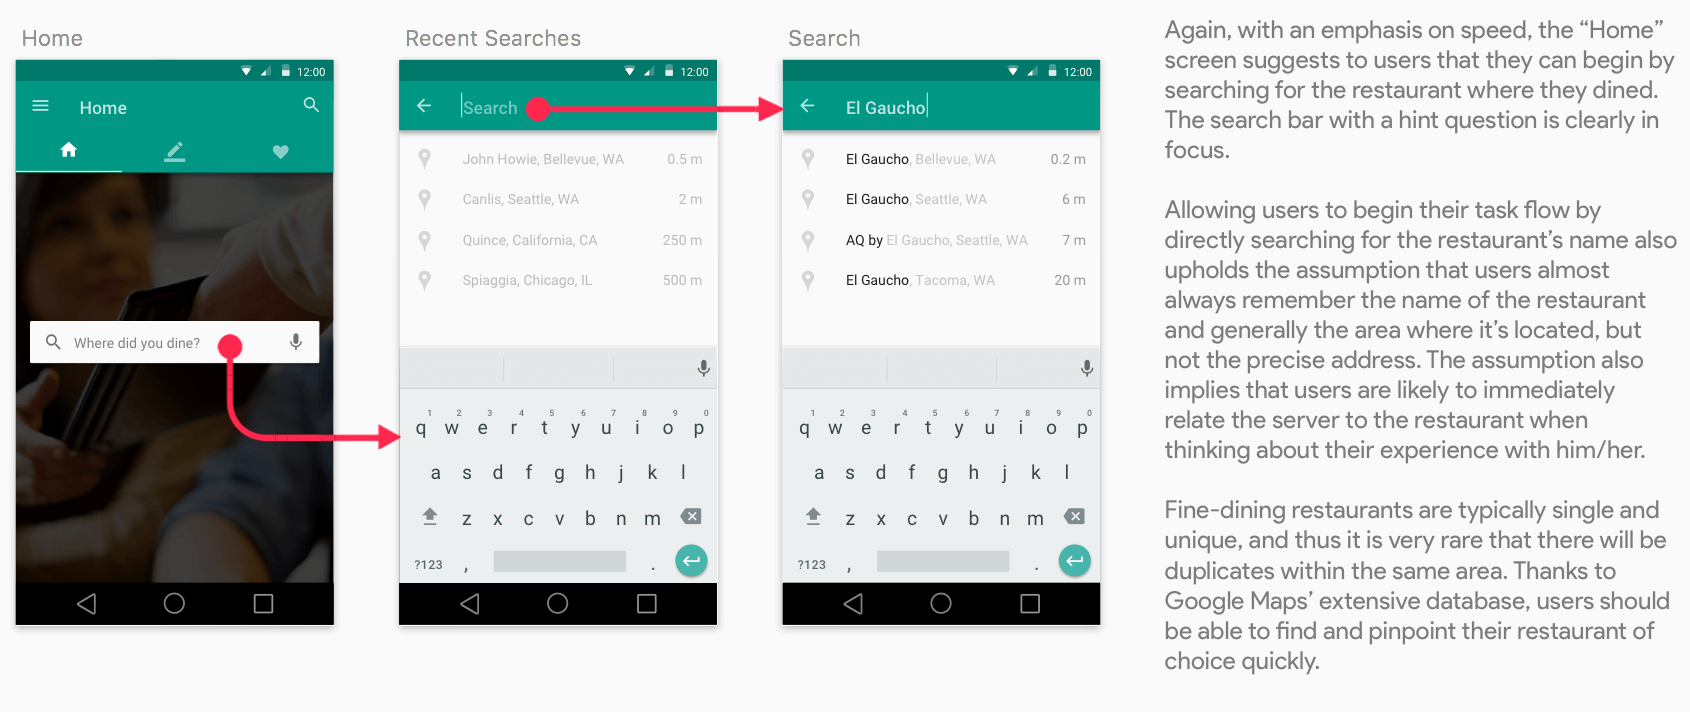 Home
12:00
Home
Where did you dine?
Recent Searches
12:00
Search
John Howie, Bellevue, WA 0.5 m
Canlis, Seattle, WA 2 m
Quince, California, CA 250 m
Spiaggia, Chicago, IL 500 m
1 2 3 4 5 6 7 8 9 0
q w e r t y u i o p
a s d f g h j k l
z x c v b n m
?123 , .
Search
12:00
El Gaucho
El Gaucho, Bellevue, WA 0.2 m
El Gaucho, Seattle, WA 6 m
AQ by El Gaucho, Seattle, WA 7 m
El Gaucho, Tacoma, WA 20 m
1 2 3 4 5 6 7 8 9 0
q w e r t y u i o p
a s d f g h j k l
z x c v b n m
?123 , .
Again, with an emphasis on speed, the “Home”
screen suggests to users that they can begin by
searching for the restaurant where they dined.
The search bar with a hint question is clearly in
focus.
Allowing users to begin their task flow by
directly searching for the restaurant’s name also
upholds the assumption that users almost
always remember the name of the restaurant
and generally the area where it’s located, but
not the precise address. The assumption also
implies that users are likely to immediately
relate the server to the restaurant when
thinking about their experience with him/her.
Fine-dining restaurants are typically single and
unique, and thus it is very rare that there will be
duplicates within the same area. Thanks to
Google Maps’ extensive database, users should
be able to find and pinpoint their restaurant of
choice quickly.